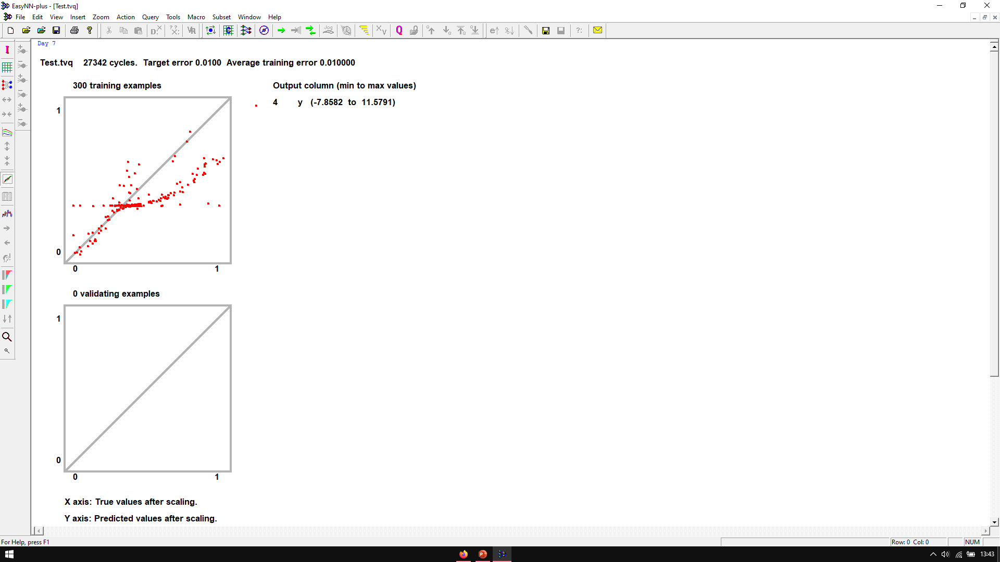 EasyNN-plus - [Test.tvq]
File Edit View Insert Zoom Action Query Tools Macro Subset Window Help
Day 7
Test.tvq 27342 cycles. Target error 0.0100 Average training error 0.010000
300 training examples
Output column (min to max values)
4 y (-7.8582 to 11.5791)
1
0
0 1
0 validating examples
1
0
0 1
X axis: True values after scaling.
Y axis: Predicted values after scaling.
For Help, press F1
Row: 0 Col: 0
NUM
13:43